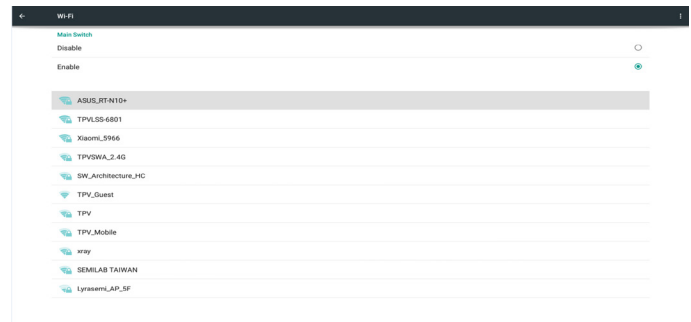 Wi-Fi
Main Switch
Disable
Enable
ASUS_RT-N10+
TPVLSS-6801
Xiaomi_5966
TPVSWA_2.4G
SW_Architecture_HC
TPV_Guest
TPV
TPV_Mobile
xray
SEMILAB TAIWAN
Lyrasemi_AP_5F